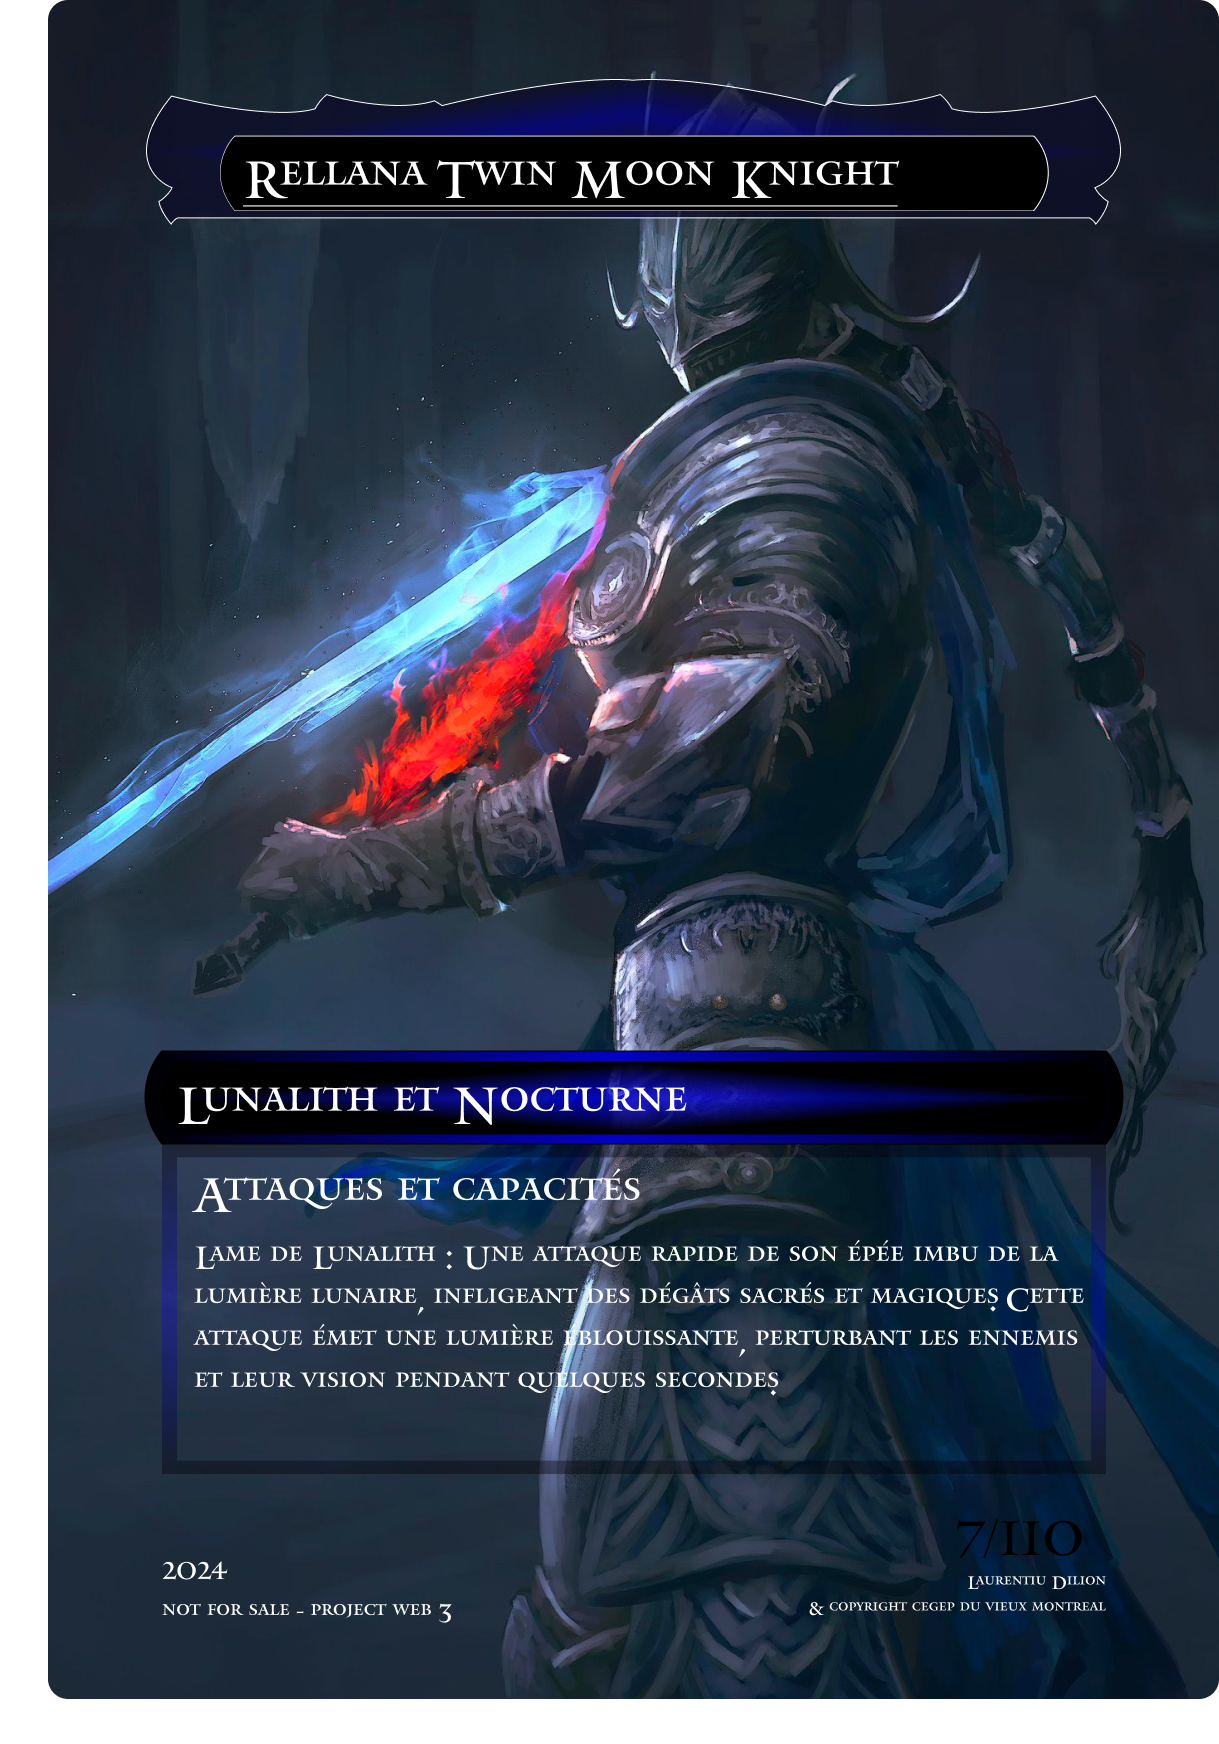 Rellana Twin Moon Knight
Lunalith et Nocturne
Attaques et capacités
Lame de Lunalith : Une attaque rapide de son épée imbu de la
lumière lunaire, infligeant des dégâts sacrés et magiques. Cette
attaque émet une lumière éblouissante, perturbant les ennemis
et leur vision pendant quelques secondes.
7/110
2024
Laurentiu Dilion
not for sale - project web 3
& copyright cegep du vieux montreal